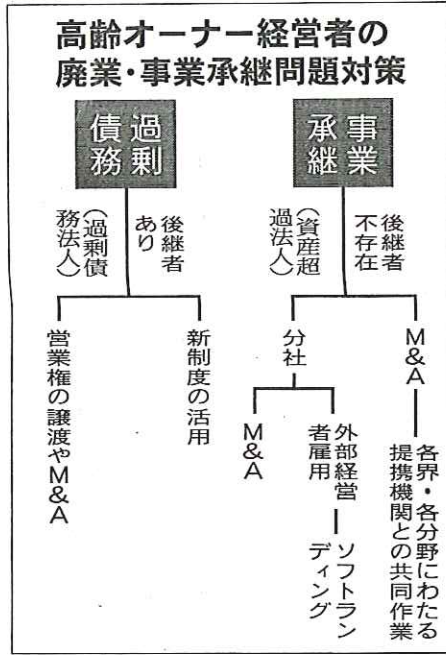 高齢オーナー経営者の
廃業・事業承継問題対策
事業
承継
後継者
不存在
(資産超
過法人)
M&A
各界・各分野にわたる
提携機関との共同作業
分社
外部経営
者雇用
ソフトラン
ディング
M&A
過剰
債務
後継者
あり
(過剰債
務法人)
新制度の活用
営業権の譲渡やM&A